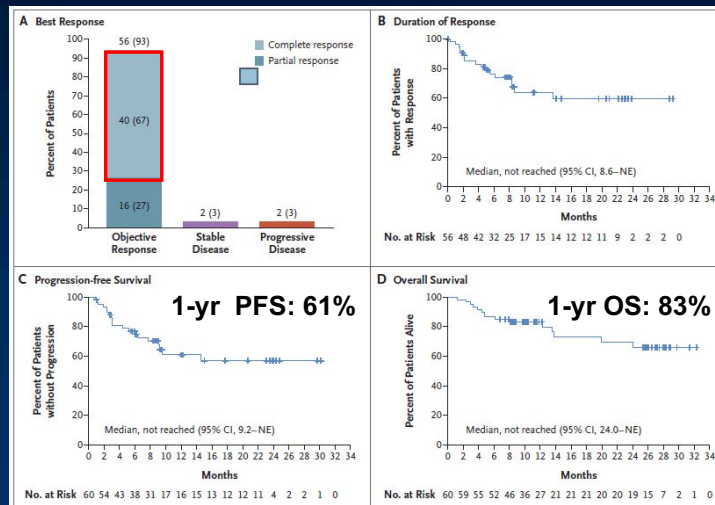 A Best Response
56 (93)
Complete response
Partial response
Percent of Patients
100
90
80
70
60
50
40
30
20
10
0
40 (67)
16 (27)
2 (3)
2 (3)
Objective
Response
Stable
Disease
Progressive
Disease
B Duration of Response
Percent of Patients
with Response
100
80
60
40
20
0
Median, not reached (95% CI, 8.6–NE)
0 2 4 6 8 10 12 14 16 18 20 22 24 26 28 30 32 34
Months
No. at Risk 56 48 42 32 25 17 15 14 12 12 11 9 2 2 2 0
C Progression-free Survival
1-yr PFS: 61%
Percent of Patients
without Progression
100
80
60
40
20
0
Median, not reached (95% CI, 9.2–NE)
0 2 4 6 8 10 12 14 16 18 20 22 24 26 28 30 32 34
Months
No. at Risk 60 54 43 38 31 17 16 15 13 12 12 11 4 2 2 1 0
D Overall Survival
1-yr OS: 83%
Percent of Patients Alive
100
80
60
40
20
0
Median, not reached (95% CI, 24.0–NE)
0 2 4 6 8 10 12 14 16 18 20 22 24 26 28 30 32 34
Months
No. at Risk 60 59 55 52 46 36 27 21 21 21 20 20 19 15 7 2 1 0